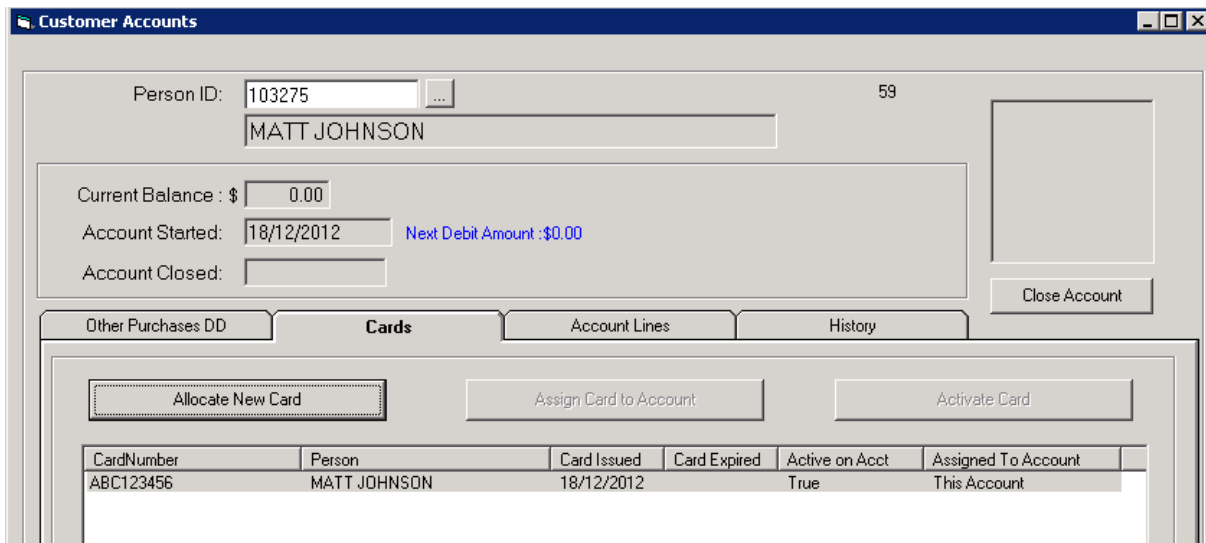 Customer Accounts
Person ID: 103275 ... 59
MATT JOHNSON
Current Balance : $ 0.00
Account Started: 18/12/2012 Next Debit Amount :$0.00
Account Closed:
Close Account
Other Purchases DD Cards Account Lines History
Allocate New Card Assign Card to Account Activate Card
CardNumber Person Card Issued Card Expired Active on Acct Assigned To Account
ABC123456 MATT JOHNSON 18/12/2012 True This Account